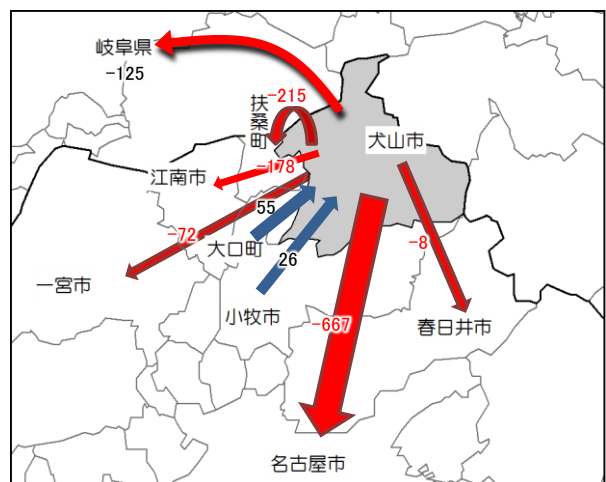 岐阜県
-125
-215
扶桑町
犬山市
-178
江南市
55
-72
大口町
26
-8
一宮市
小牧市
-667
春日井市
名古屋市